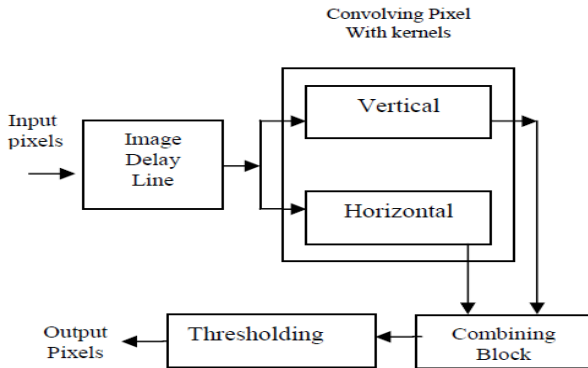 Convolving Pixel
With kernels
Input
pixels
Image
Delay
Line
Vertical
Horizontal
Output
Pixels
Thresholding
Combining
Block